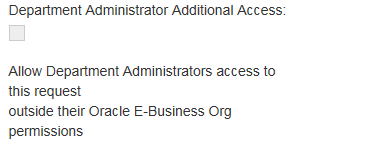 Department Administrator Additional Access:
Allow Department Administrators access to
this request
outside their Oracle E-Business Org
permissions